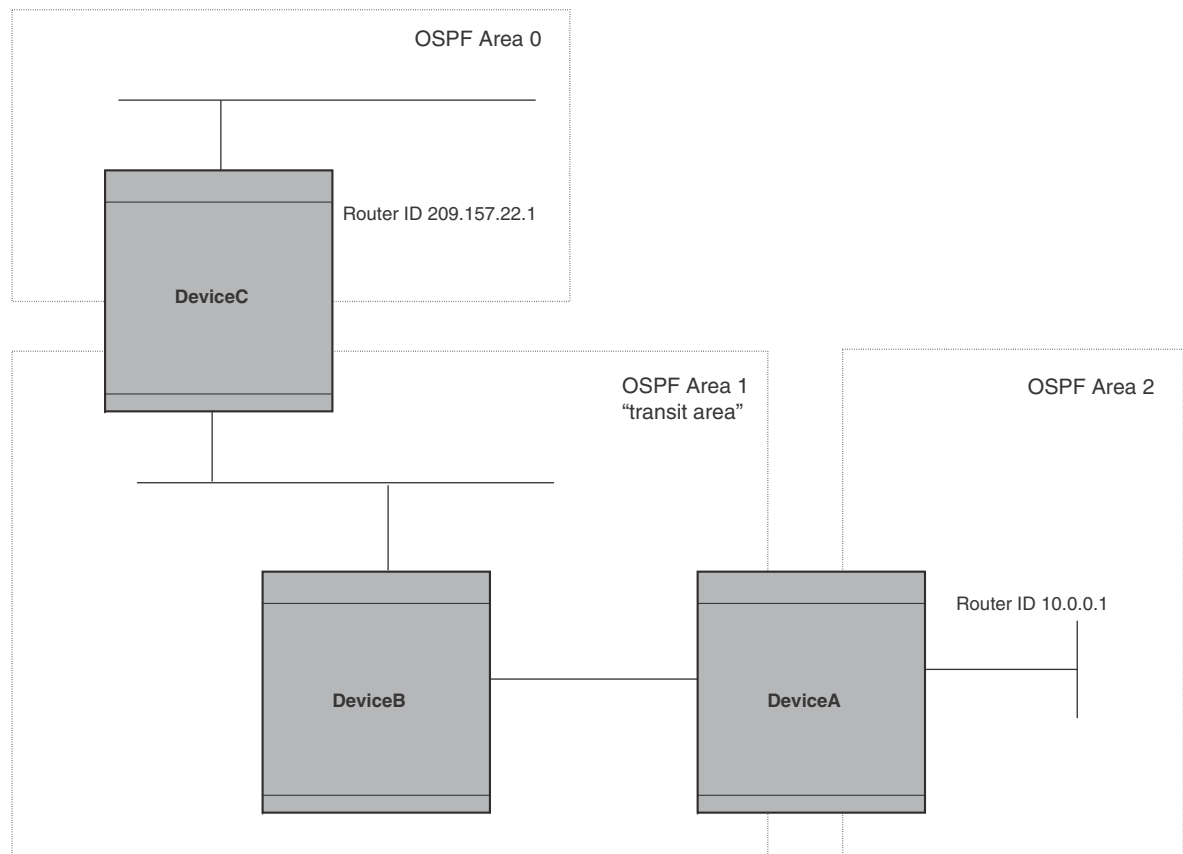 OSPF Area 0
Router ID 209.157.22.1
DeviceC
OSPF Area 1
“transit area”
OSPF Area 2
Router ID 10.0.0.1
DeviceB
DeviceA